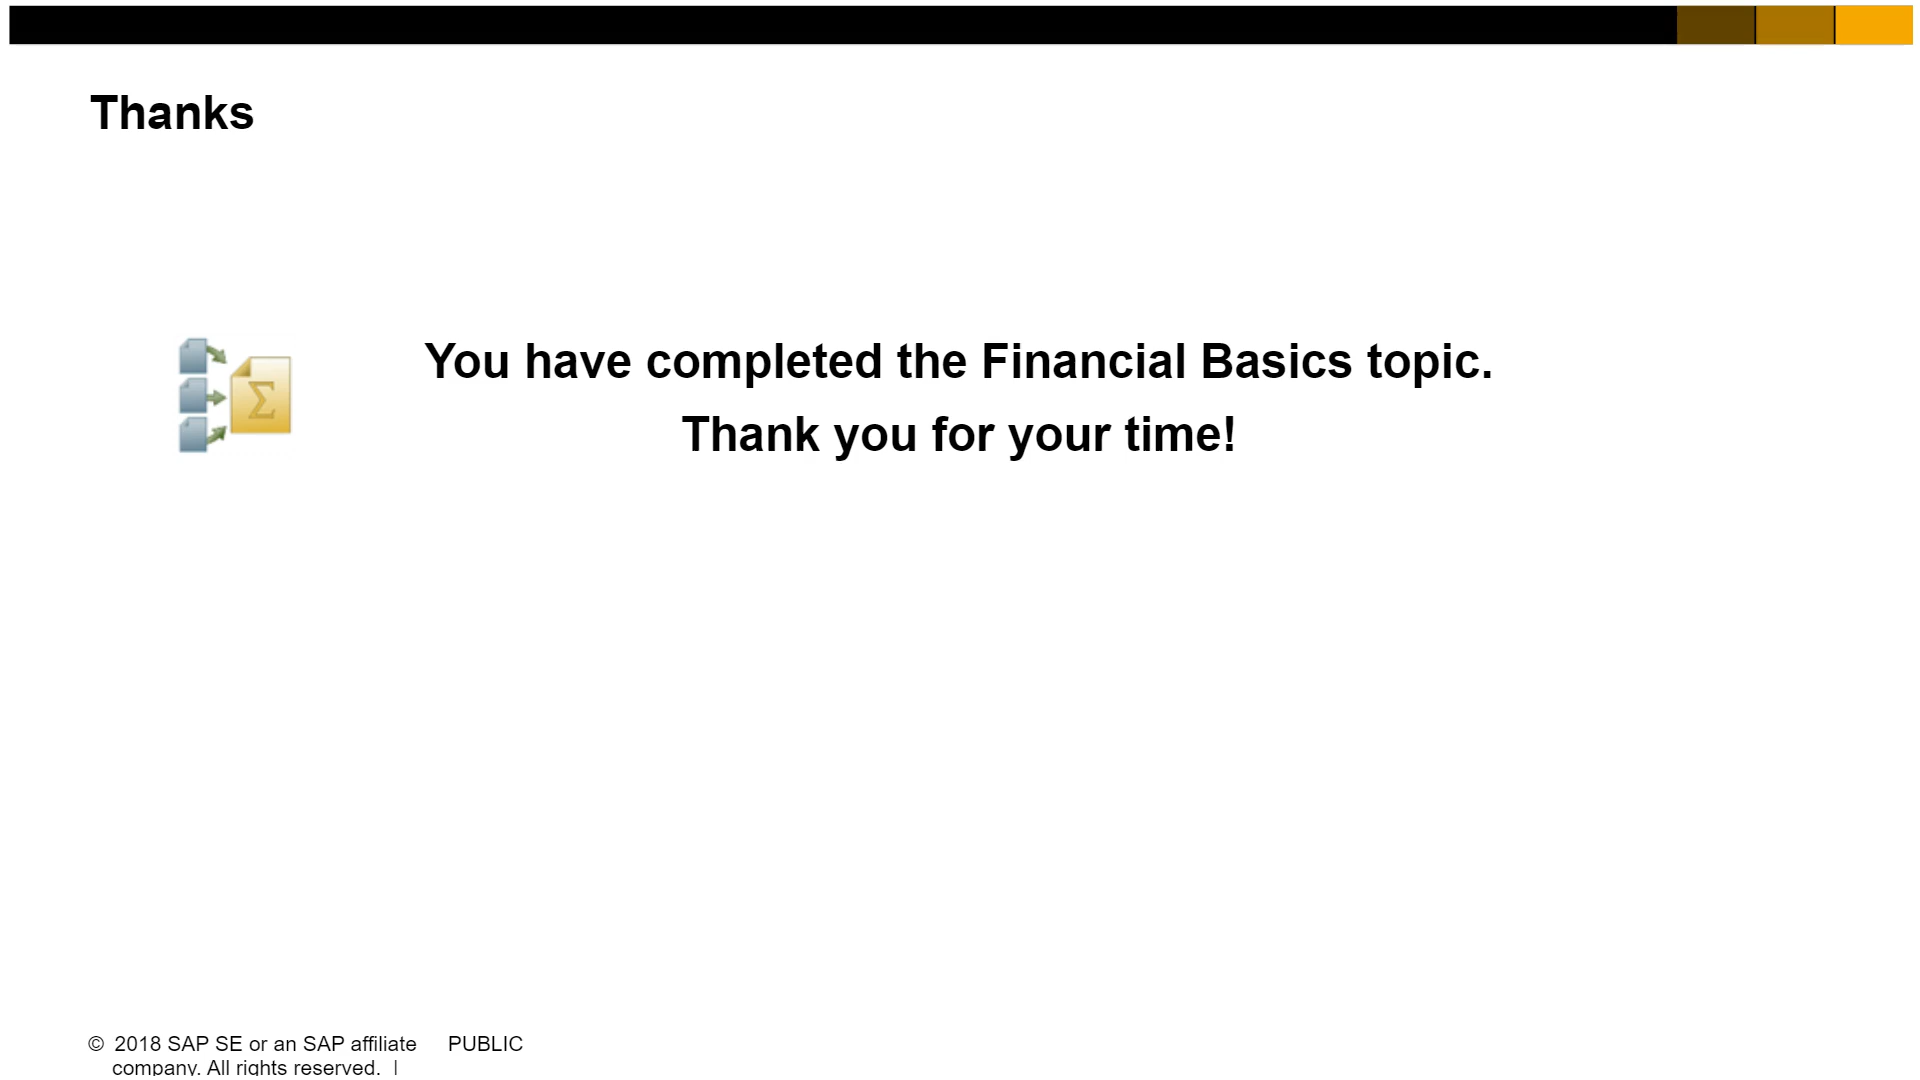 Thanks
You have completed the Financial Basics topic.
Thank you for your time!
Σ
© 2018 SAP SE or an SAP affiliate PUBLIC
company. All rights reserved. |